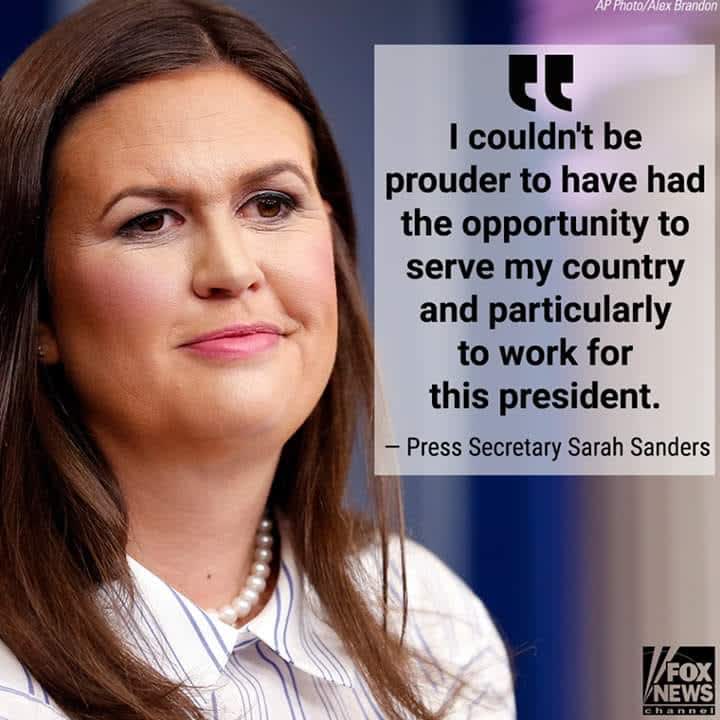 AP Photo/Alex Brandon
I couldn't be
prouder to have had
the opportunity to
serve my country
and particularly
to work for
this president.
– Press Secretary Sarah Sanders
FOX
NEWS
channel